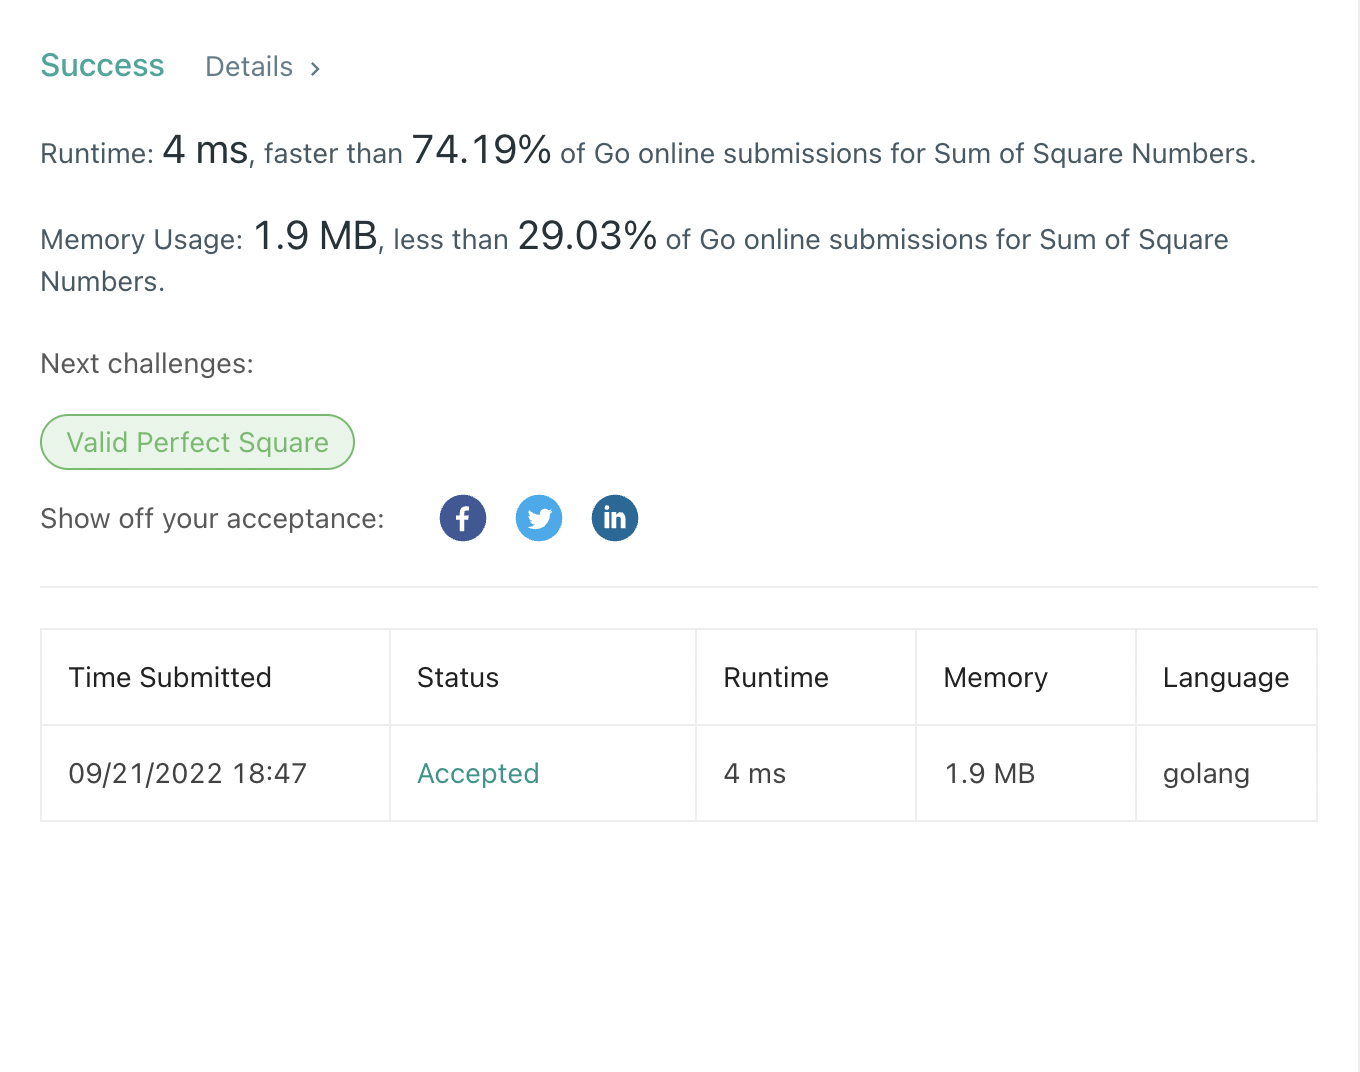 Success Details >
Runtime: 4 ms, faster than 74.19% of Go online submissions for Sum of Square Numbers.
Memory Usage: 1.9 MB, less than 29.03% of Go online submissions for Sum of Square
Numbers.
Next challenges:
Valid Perfect Square
Show off your acceptance: f in
Time Submitted Status Runtime Memory Language
09/21/2022 18:47 Accepted 4 ms 1.9 MB golang